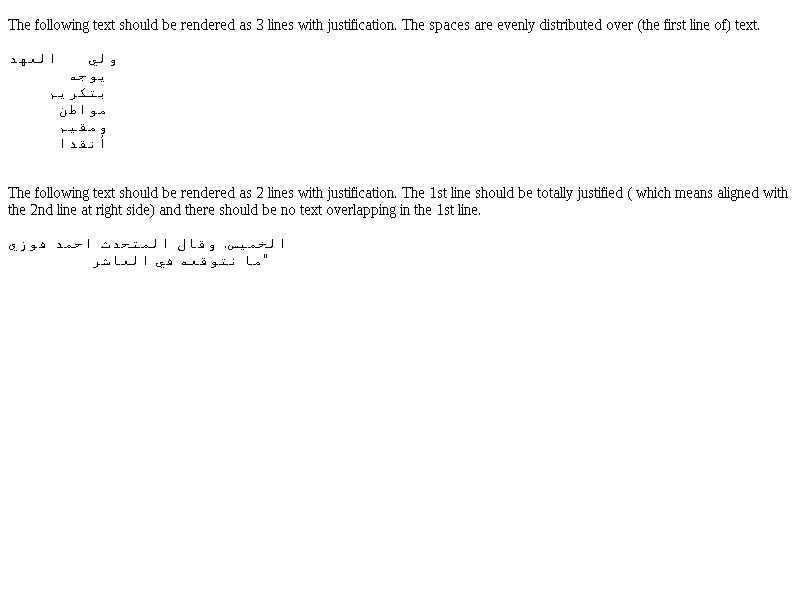 The following text should be rendered as 3 lines with justification. The spaces are evenly distributed over (the first line of) text.
ولي العهد
يوجه
بتكريم
مواطن
ومقيم
أنقدا
The following text should be rendered as 2 lines with justification. The 1st line should be totally justified ( which means aligned with
the 2nd line at right side) and there should be no text overlapping in the 1st line.
الخميس. وقال المتحدث احمد فوزي
"ما نتوقعه في العاشر